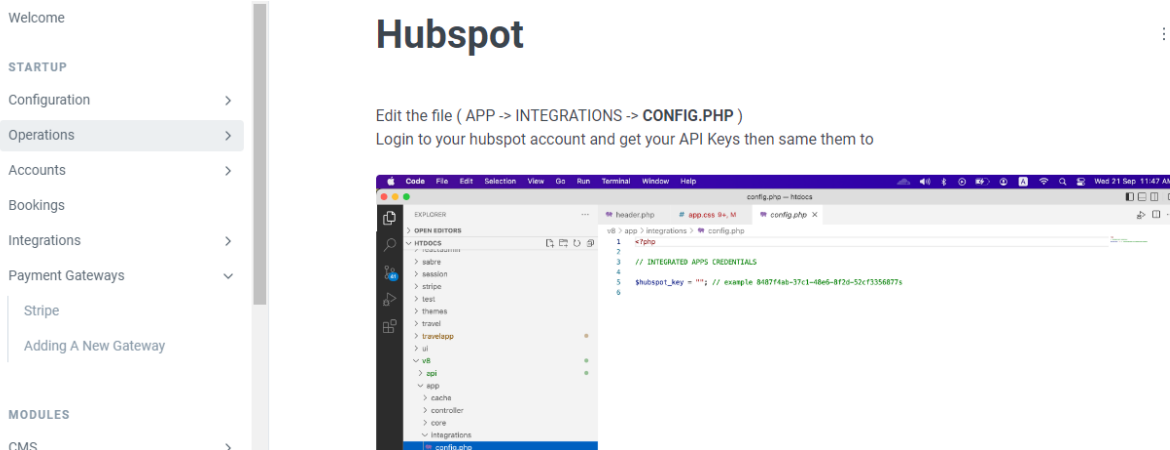 Welcome
STARTUP
Configuration
Operations
Accounts
Bookings
Integrations
Payment Gateways
Stripe
Adding A New Gateway
MODULES
CMS
Hubspot
Edit the file ( APP -> INTEGRATIONS -> CONFIG.PHP )
Login to your hubspot account and get your API Keys then same them to
Code File Edit Selection View Go Run Terminal Window Help
A
Wed 21 Sep 11:47 AM
config.php — htdocs
EXPLORER
OPEN EDITORS
HTDOCS
reactadmin
sabre
session
stripe
test
themes
travel
travelapp
ui
v8
api
app
cache
controller
core
integrations
config.php
header.php
# app.css 9+, M
config.php
v8 > app > integrations > config.php
1 <?php
2
3 // INTEGRATED APPS CREDENTIALS
4
5 $hubspot_key = ""; // example 8487f4ab-37c1-48e6-8f2d-52cf3356877s
6